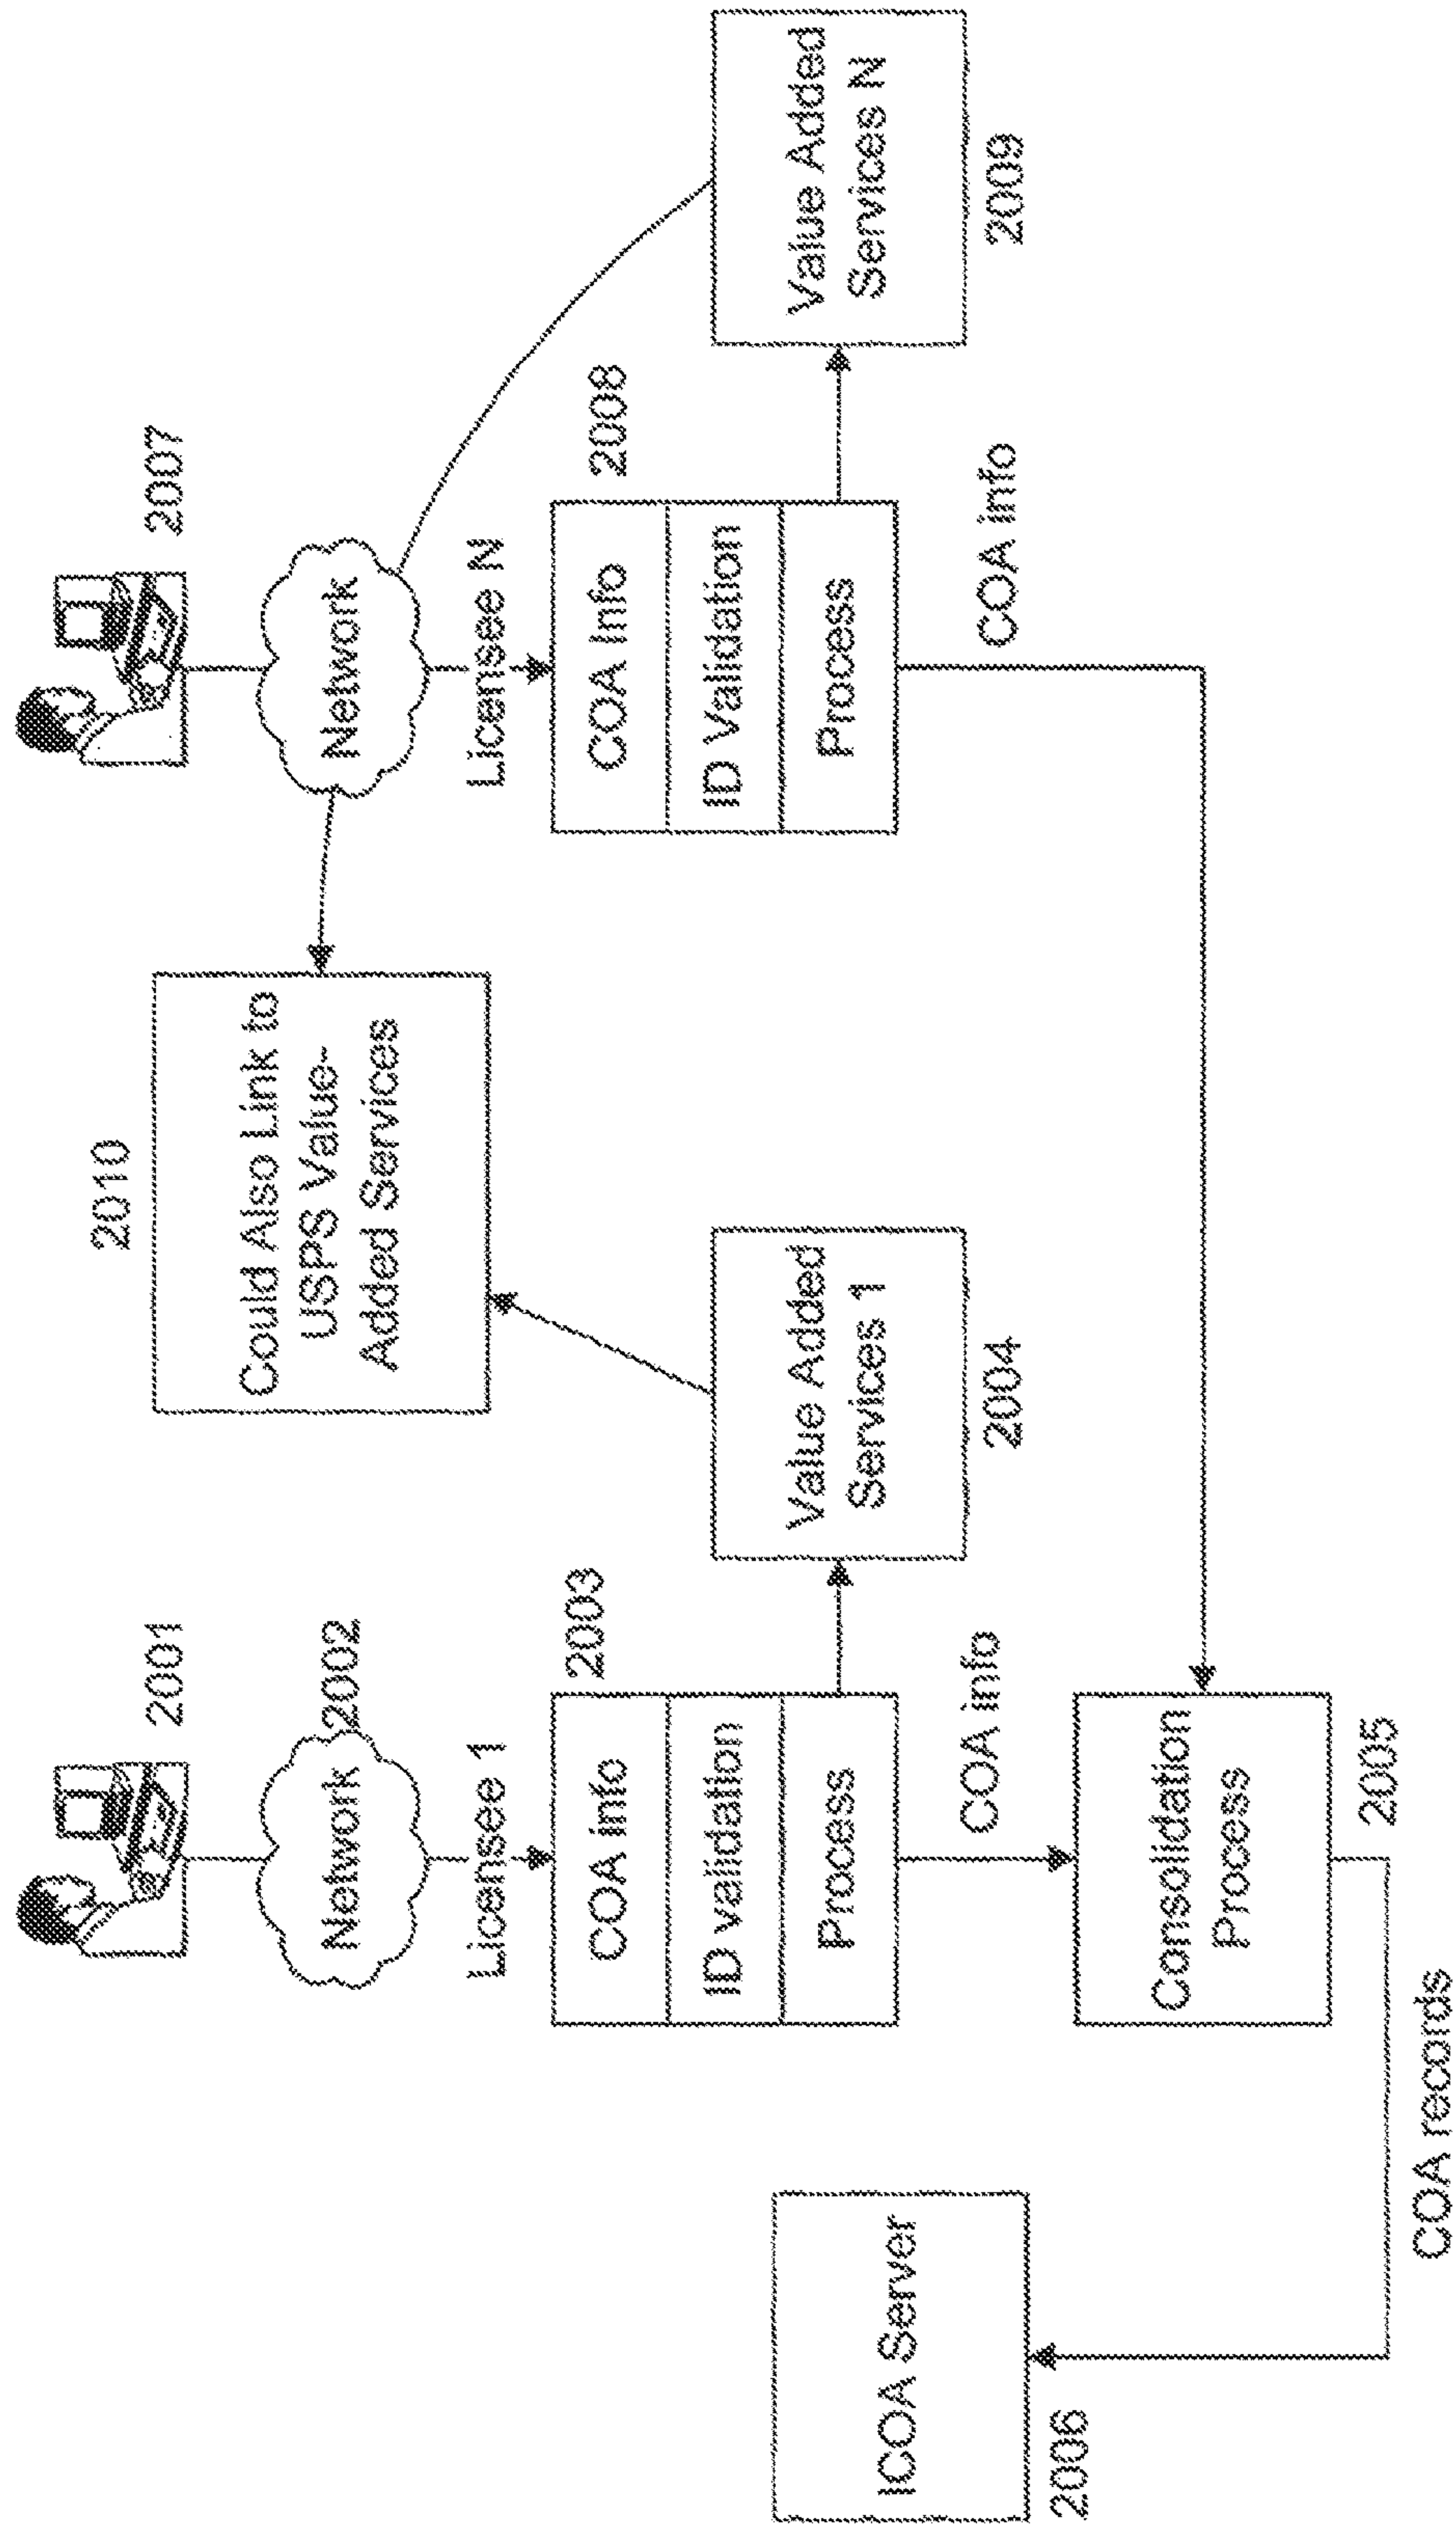 2001
Network
2002
Licensee 1
2003
COA info
ID validation
Process
Value Added
Services 1
2004
COA info
Consolidation
Process
2005
COA records
ICOA Server
2006
2010
Could Also Link to
USPS Value-
Added Services
2007
Network
Licensee N
2008
COA Info
ID Validation
Process
COA info
Value Added
Services N
2009